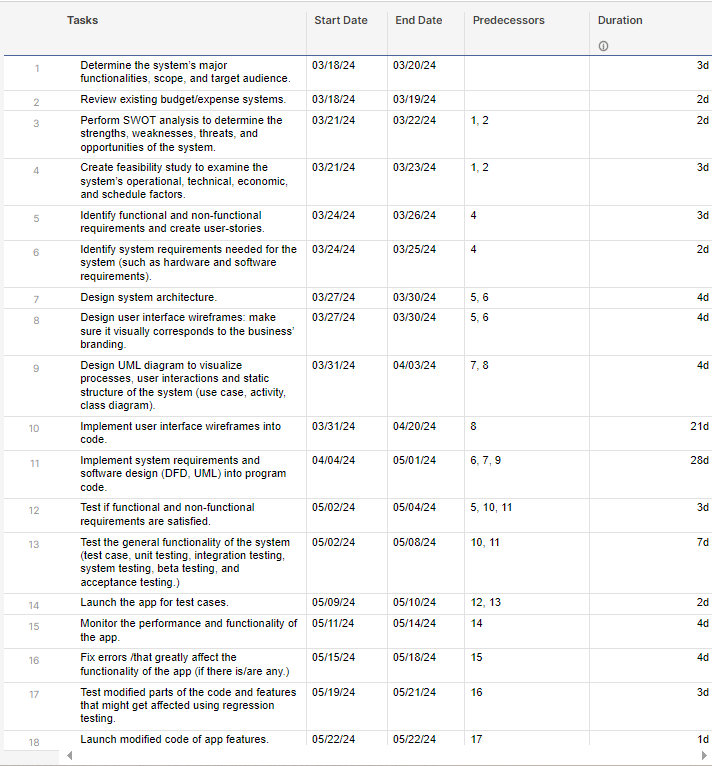 Tasks Start Date End Date Predecessors Duration
1 Determine the system's major 03/18/24 03/20/24 3d
functionalities, scope, and target audience.
2 Review existing budget/expense systems. 03/18/24 03/19/24 2d
3 Perform SWOT analysis to determine the 03/21/24 03/22/24 1, 2 2d
strengths, weaknesses, threats, and
opportunities of the system.
4 Create feasibility study to examine the 03/21/24 03/23/24 1, 2 3d
system's operational, technical, economic,
and schedule factors.
5 Identify functional and non-functional 03/24/24 03/26/24 4 3d
requirements and create user-stories.
6 Identify system requirements needed for the 03/24/24 03/25/24 4 2d
system (such as hardware and software
requirements).
7 Design system architecture. 03/27/24 03/30/24 5, 6 4d
8 Design user interface wireframes: make 03/27/24 03/30/24 5, 6 4d
sure it visually corresponds to the business'
branding.
9 Design UML diagram to visualize 03/31/24 04/03/24 7, 8 4d
processes, user interactions and static
structure of the system (use case, activity,
class diagram).
10 Implement user interface wireframes into 03/31/24 04/20/24 8 21d
code.
11 Implement system requirements and 04/04/24 05/01/24 6, 7, 9 28d
software design (DFD, UML) into program
code.
12 Test if functional and non-functional 05/02/24 05/04/24 5, 10, 11 3d
requirements are satisfied.
13 Test the general functionality of the system 05/02/24 05/08/24 10, 11 7d
(test case, unit testing, integration testing,
system testing, beta testing, and
acceptance testing.)
14 Launch the app for test cases. 05/09/24 05/10/24 12, 13 2d
15 Monitor the performance and functionality of 05/11/24 05/14/24 14 4d
the app.
16 Fix errors /that greatly affect the 05/15/24 05/18/24 15 4d
functionality of the app (if there is/are any.)
17 Test modified parts of the code and features 05/19/24 05/21/24 16 3d
that might get affected using regression
testing.
18 Launch modified code of app features. 05/22/24 05/22/24 17 1d